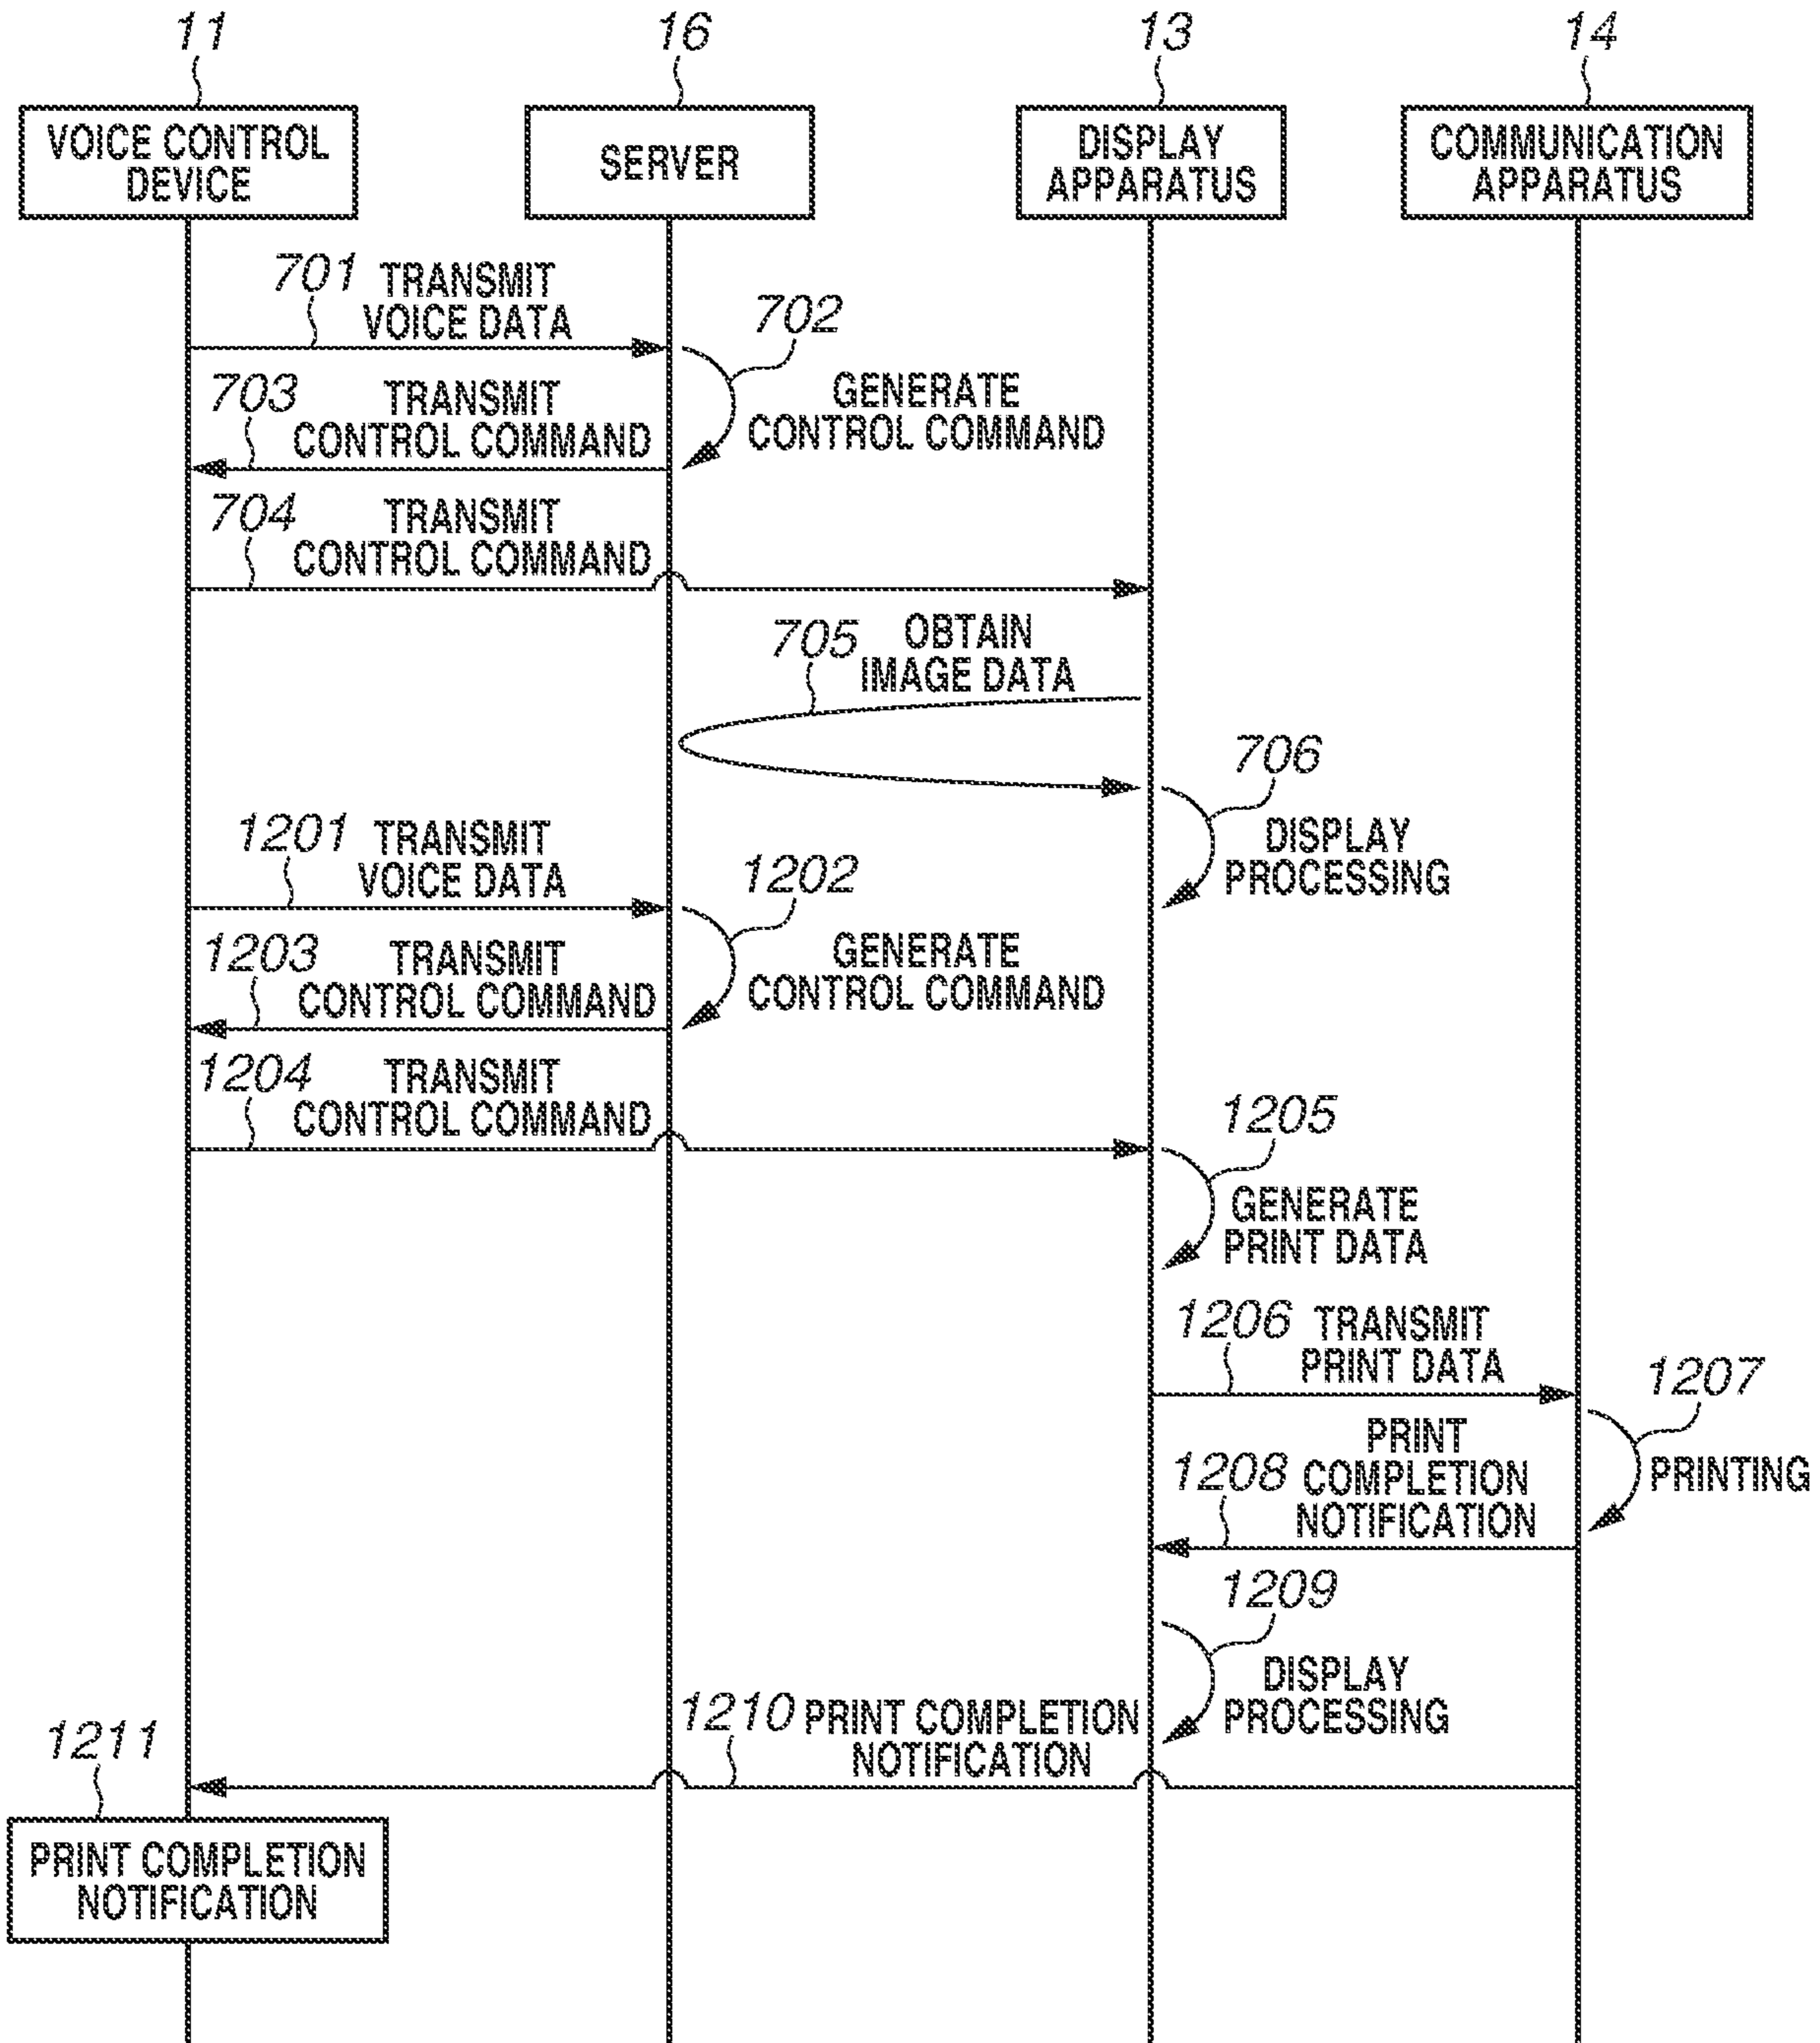 11
16
13
14
VOICE CONTROL
DEVICE
SERVER
DISPLAY
APPARATUS
COMMUNICATION
APPARATUS
701
TRANSMIT
VOICE DATA
702
GENERATE
CONTROL COMMAND
703
TRANSMIT
CONTROL COMMAND
704
TRANSMIT
CONTROL COMMAND
705
OBTAIN
IMAGE DATA
706
DISPLAY
PROCESSING
1201
TRANSMIT
VOICE DATA
1202
GENERATE
CONTROL COMMAND
1203
TRANSMIT
CONTROL COMMAND
1204
TRANSMIT
CONTROL COMMAND
1205
GENERATE
PRINT DATA
1206
TRANSMIT
PRINT DATA
1207
PRINTING
1208
PRINT
COMPLETION
NOTIFICATION
1209
DISPLAY
PROCESSING
1210
PRINT COMPLETION
NOTIFICATION
1211
PRINT COMPLETION
NOTIFICATION